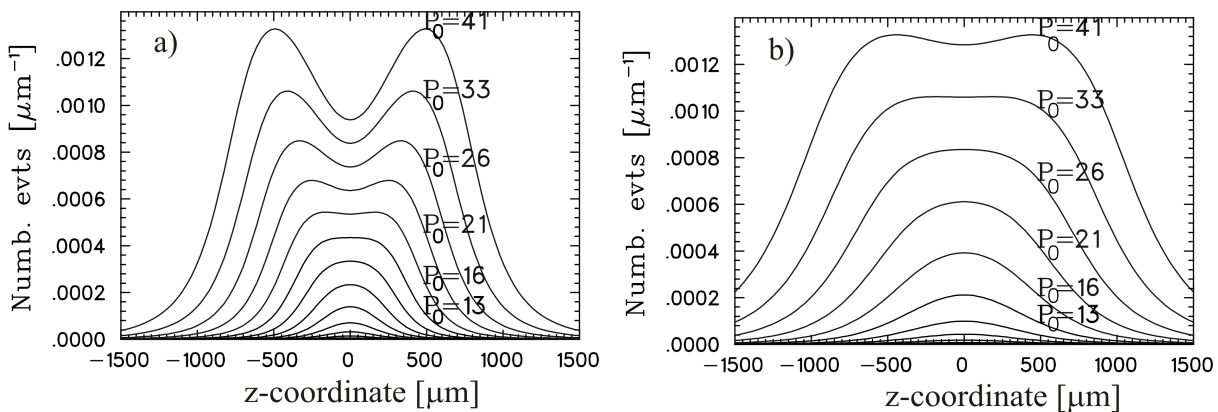 a)
Numb. evts [μm⁻¹]
.0012
.0010
.0008
.0006
.0004
.0002
.0000
P₀=41
P₀=33
P₀=26
P₀=21
P₀=16
P₀=13
−1500 −1000 −500 0 500 1000 1500
z-coordinate [μm]
b)
Numb. evts [μm⁻¹]
.0012
.0010
.0008
.0006
.0004
.0002
.0000
P₀=41
P₀=33
P₀=26
P₀=21
P₀=16
P₀=13
−1500 −1000 −500 0 500 1000 1500
z-coordinate [μm]